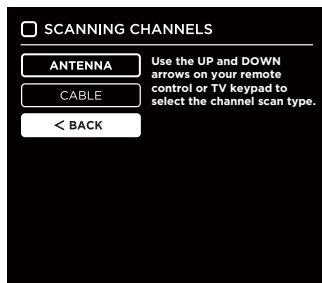 SCANNING CHANNELS
ANTENNA
CABLE
< BACK
Use the UP and DOWN
arrows on your remote
control or TV keypad to
select the channel scan type.